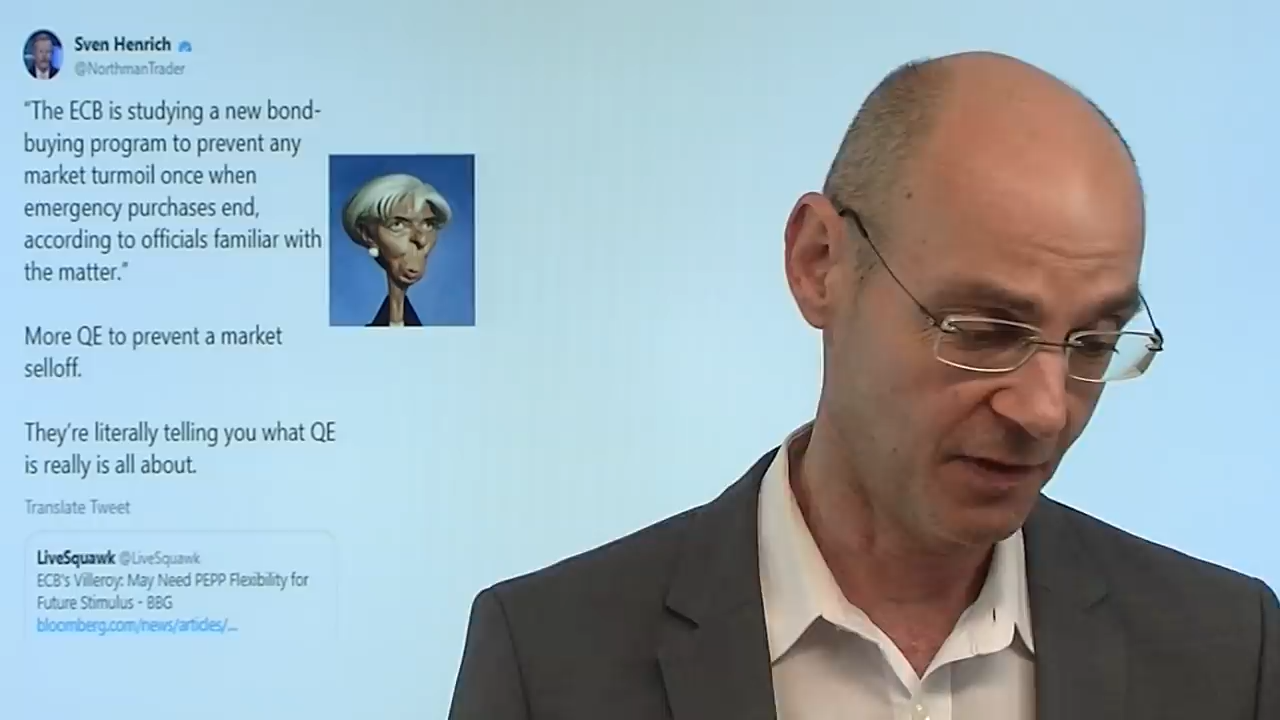 Sven Henrich
@NorthmanTrader
"The ECB is studying a new bond-
buying program to prevent any
market turmoil once when
emergency purchases end,
according to officials familiar with
the matter."
More QE to prevent a market
selloff.
They're literally telling you what QE
is really is all about.
Translate Tweet
LiveSquawk @LiveSquawk
ECB's Villeroy: May Need PEPP Flexibility for
Future Stimulus - BBG
bloomberg.com/news/articles/...